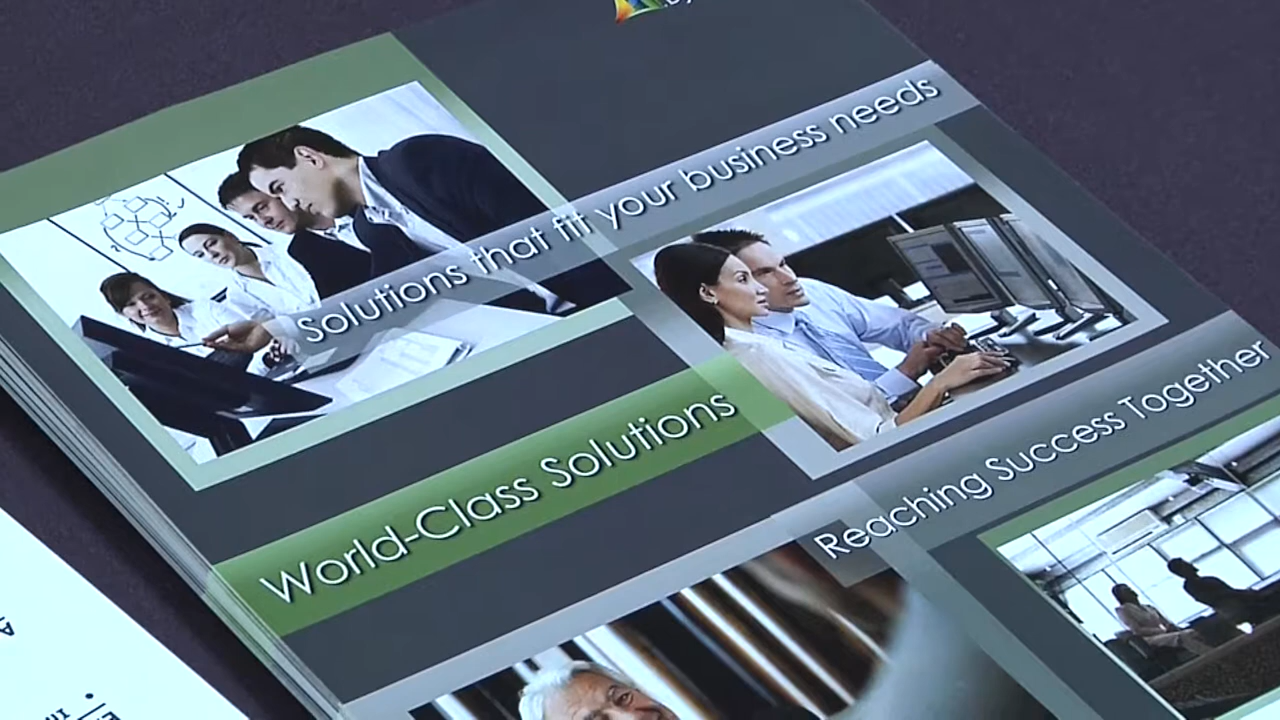 Solutions that fit your business needs
World-Class Solutions
Reaching Success Together